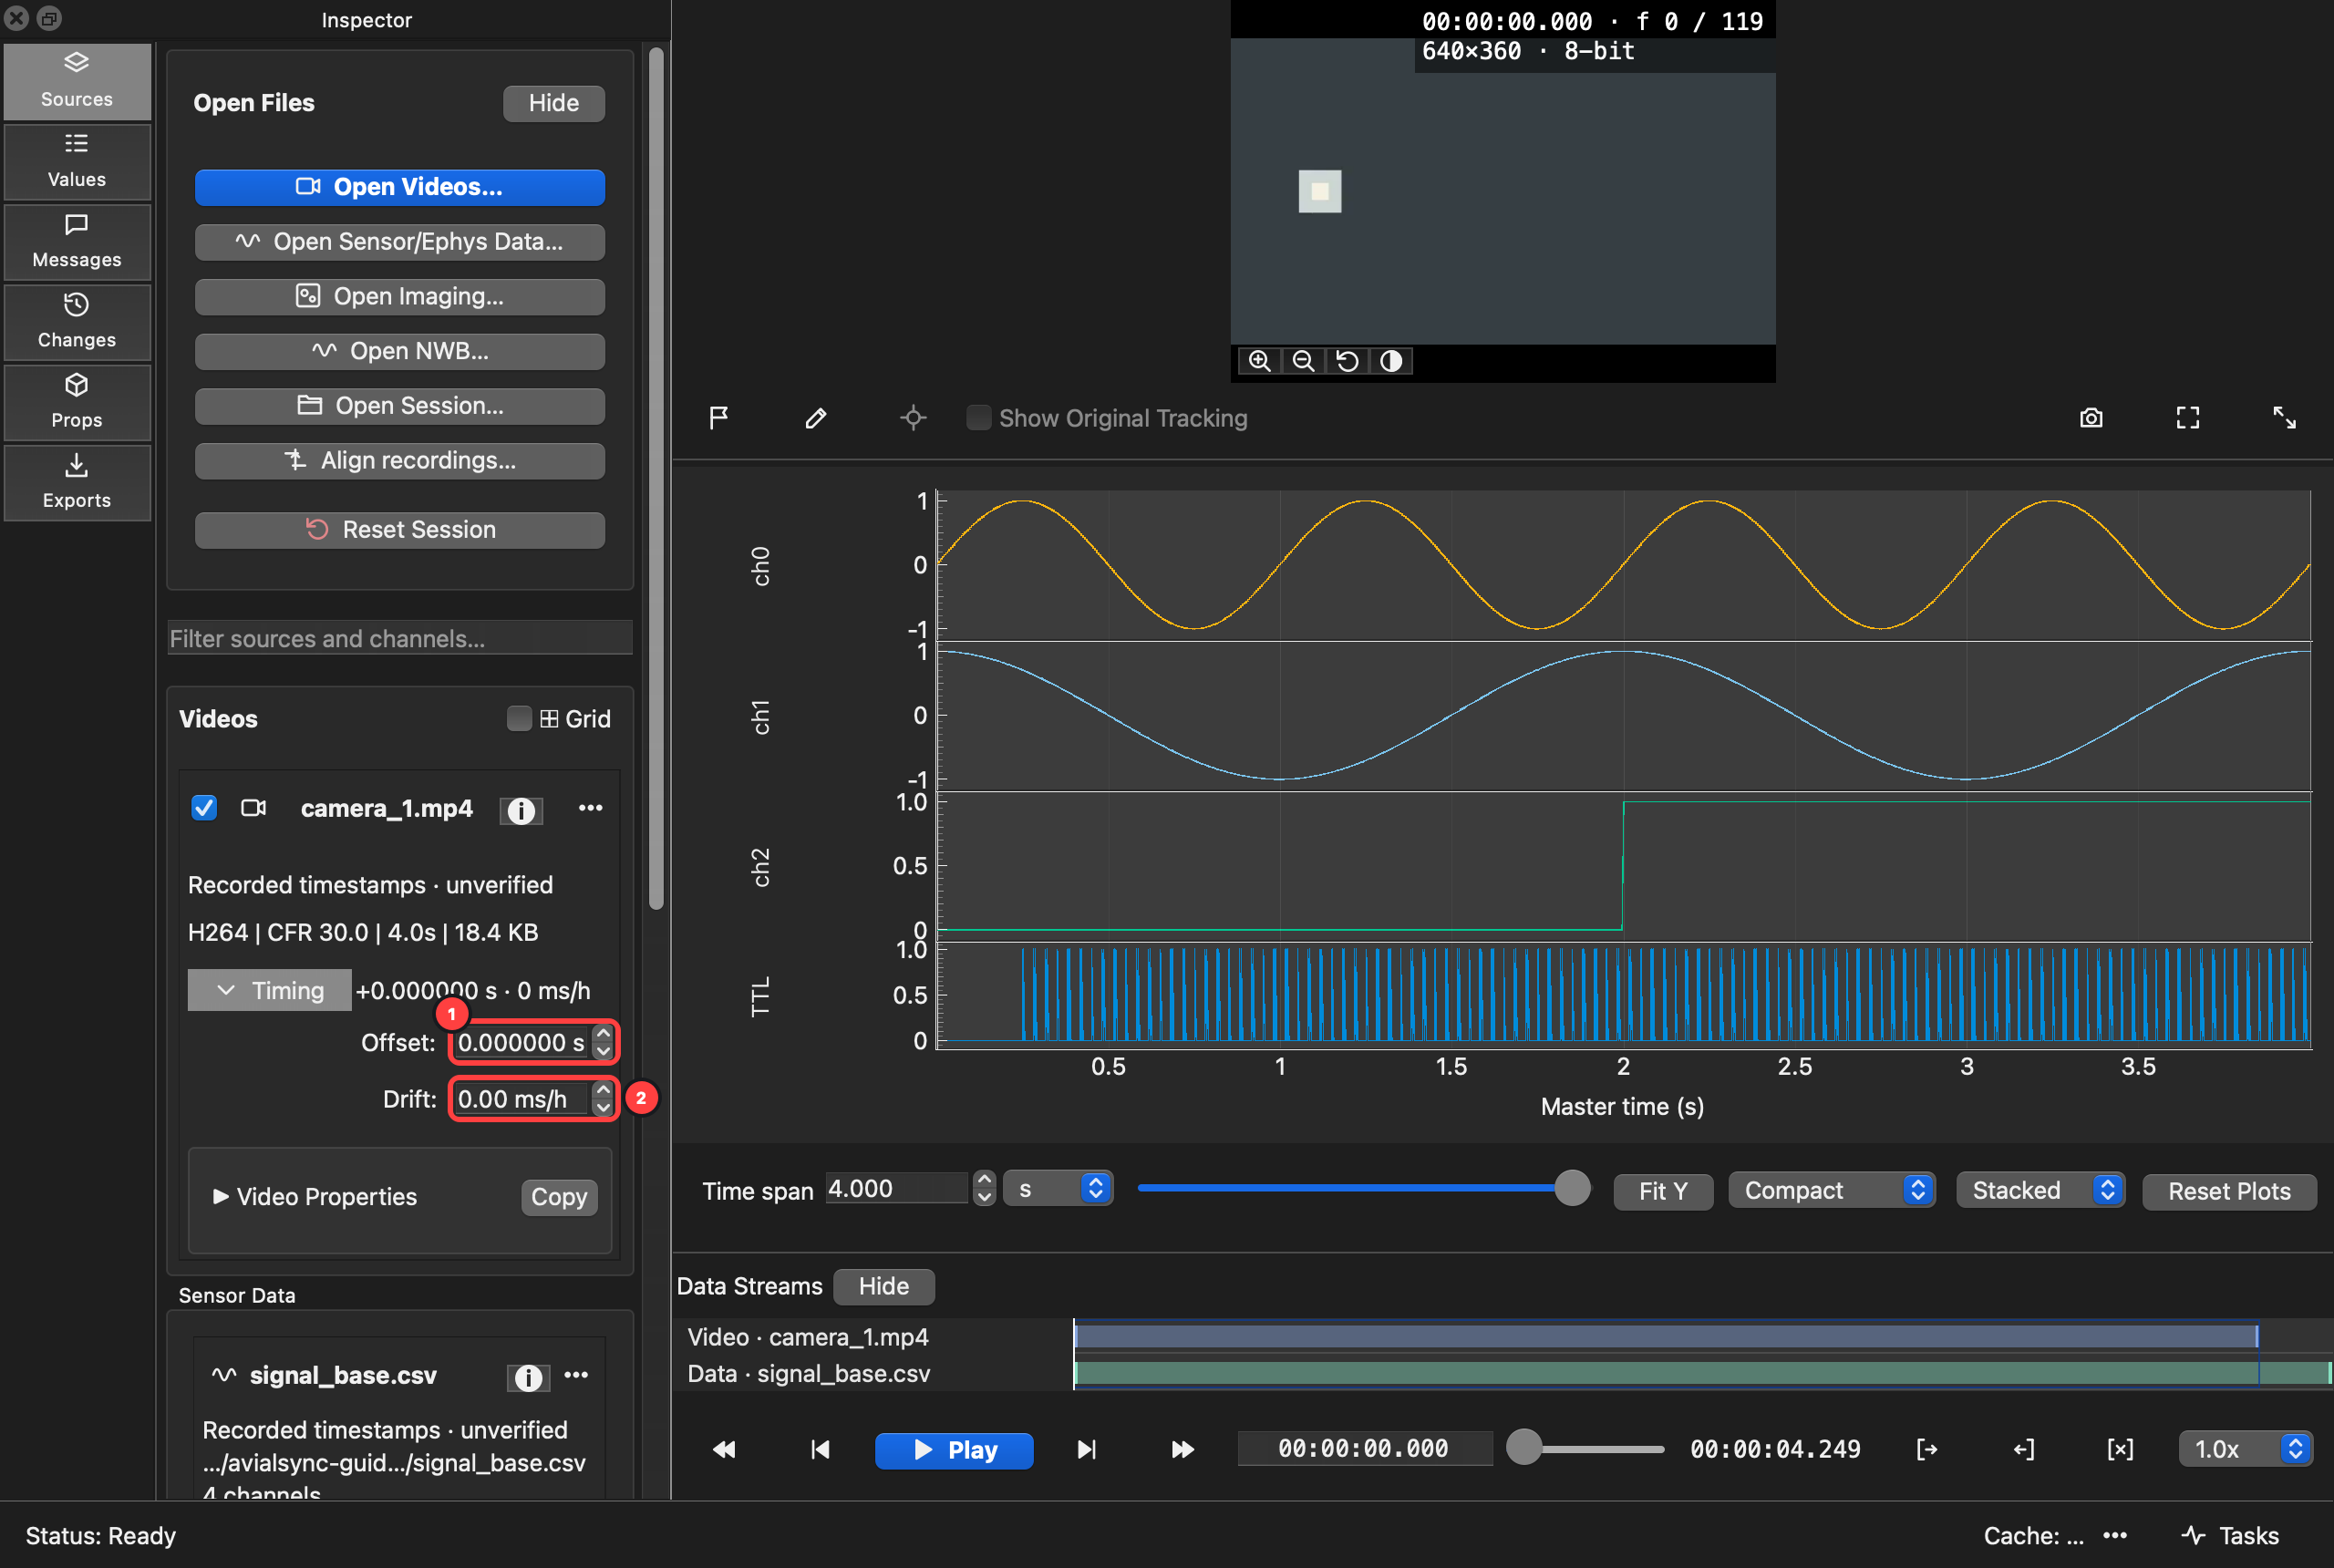 Inspector
Sources
Values
Messages
Changes
Props
Exports
Open Files
Hide
Open Videos...
Open Sensor/Ephys Data...
Open Imaging...
Open NWB...
Open Session...
Align recordings...
Reset Session
Filter sources and channels...
Videos
Grid
camera_1.mp4
Recorded timestamps · unverified
H264 | CFR 30.0 | 4.0s | 18.4 KB
Timing +0.000000 s · 0 ms/h
1
Offset: 0.000000 s
Drift: 0.00 ms/h
2
Video Properties
Copy
Sensor Data
signal_base.csv
Recorded timestamps · unverified
.../avialsync-guid.../signal_base.csv
4 channels
00:00:00.000 · f 0 / 119
640×360 · 8-bit
Show Original Tracking
ch0
1
0
-1
ch1
1
0
-1
ch2
1.0
0.5
0
TTL
1.0
0.5
0
0.5 1 1.5 2 2.5 3 3.5
Master time (s)
Time span 4.000 s Fit Y Compact Stacked Reset Plots
Data Streams Hide
Video · camera_1.mp4
Data · signal_base.csv
Play 00:00:00.000 00:00:04.249 1.0x
Status: Ready
Cache: ... Tasks